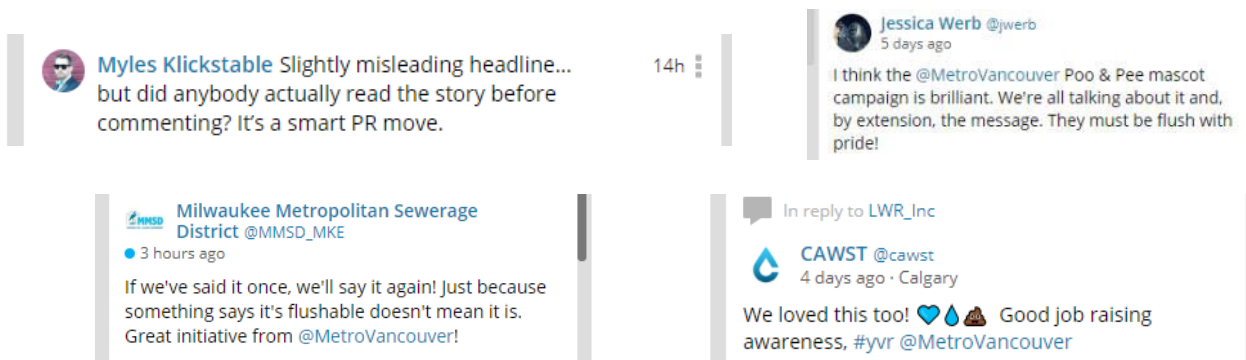 Myles Klickstable Slightly misleading headline...
but did anybody actually read the story before
commenting? It's a smart PR move.
14h
Jessica Werb @jwerb
5 days ago
I think the @MetroVancouver Poo & Pee mascot
campaign is brilliant. We're all talking about it and,
by extension, the message. They must be flush with
pride!
MMSD
Milwaukee Metropolitan Sewerage
District @MMSD_MKE
3 hours ago
If we've said it once, we'll say it again! Just because
something says it's flushable doesn't mean it is.
Great initiative from @MetroVancouver!
In reply to LWR_Inc
CAWST @cawst
4 days ago · Calgary
We loved this too! 💙💧💩 Good job raising
awareness, #yvr @MetroVancouver